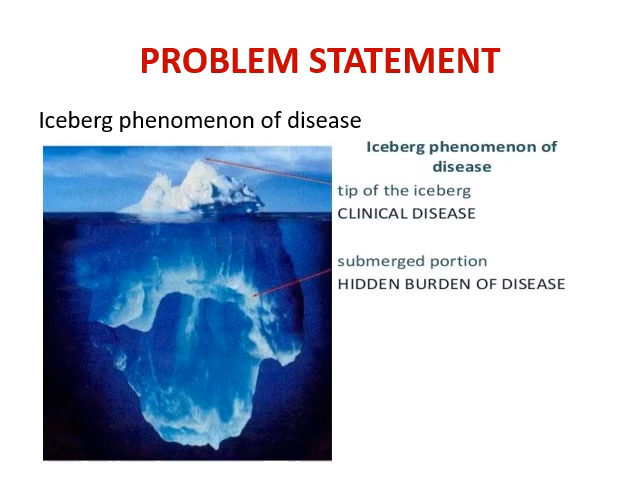 PROBLEM STATEMENT
Iceberg phenomenon of disease
Iceberg phenomenon of
disease
tip of the iceberg
CLINICAL DISEASE
submerged portion
HIDDEN BURDEN OF DISEASE